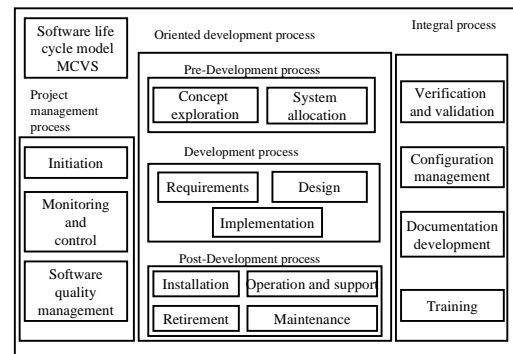 Software life
cycle model
MCVS
Project
management
process
Initiation
Monitoring
and
control
Software
quality
management
Oriented development process
Pre-Development process
Concept
exploration
System
allocation
Development process
Requirements
Design
Implementation
Post-Development process
Installation
Operation and support
Retirement
Maintenance
Integral process
Verification
and validation
Configuration
management
Documentation
development
Training